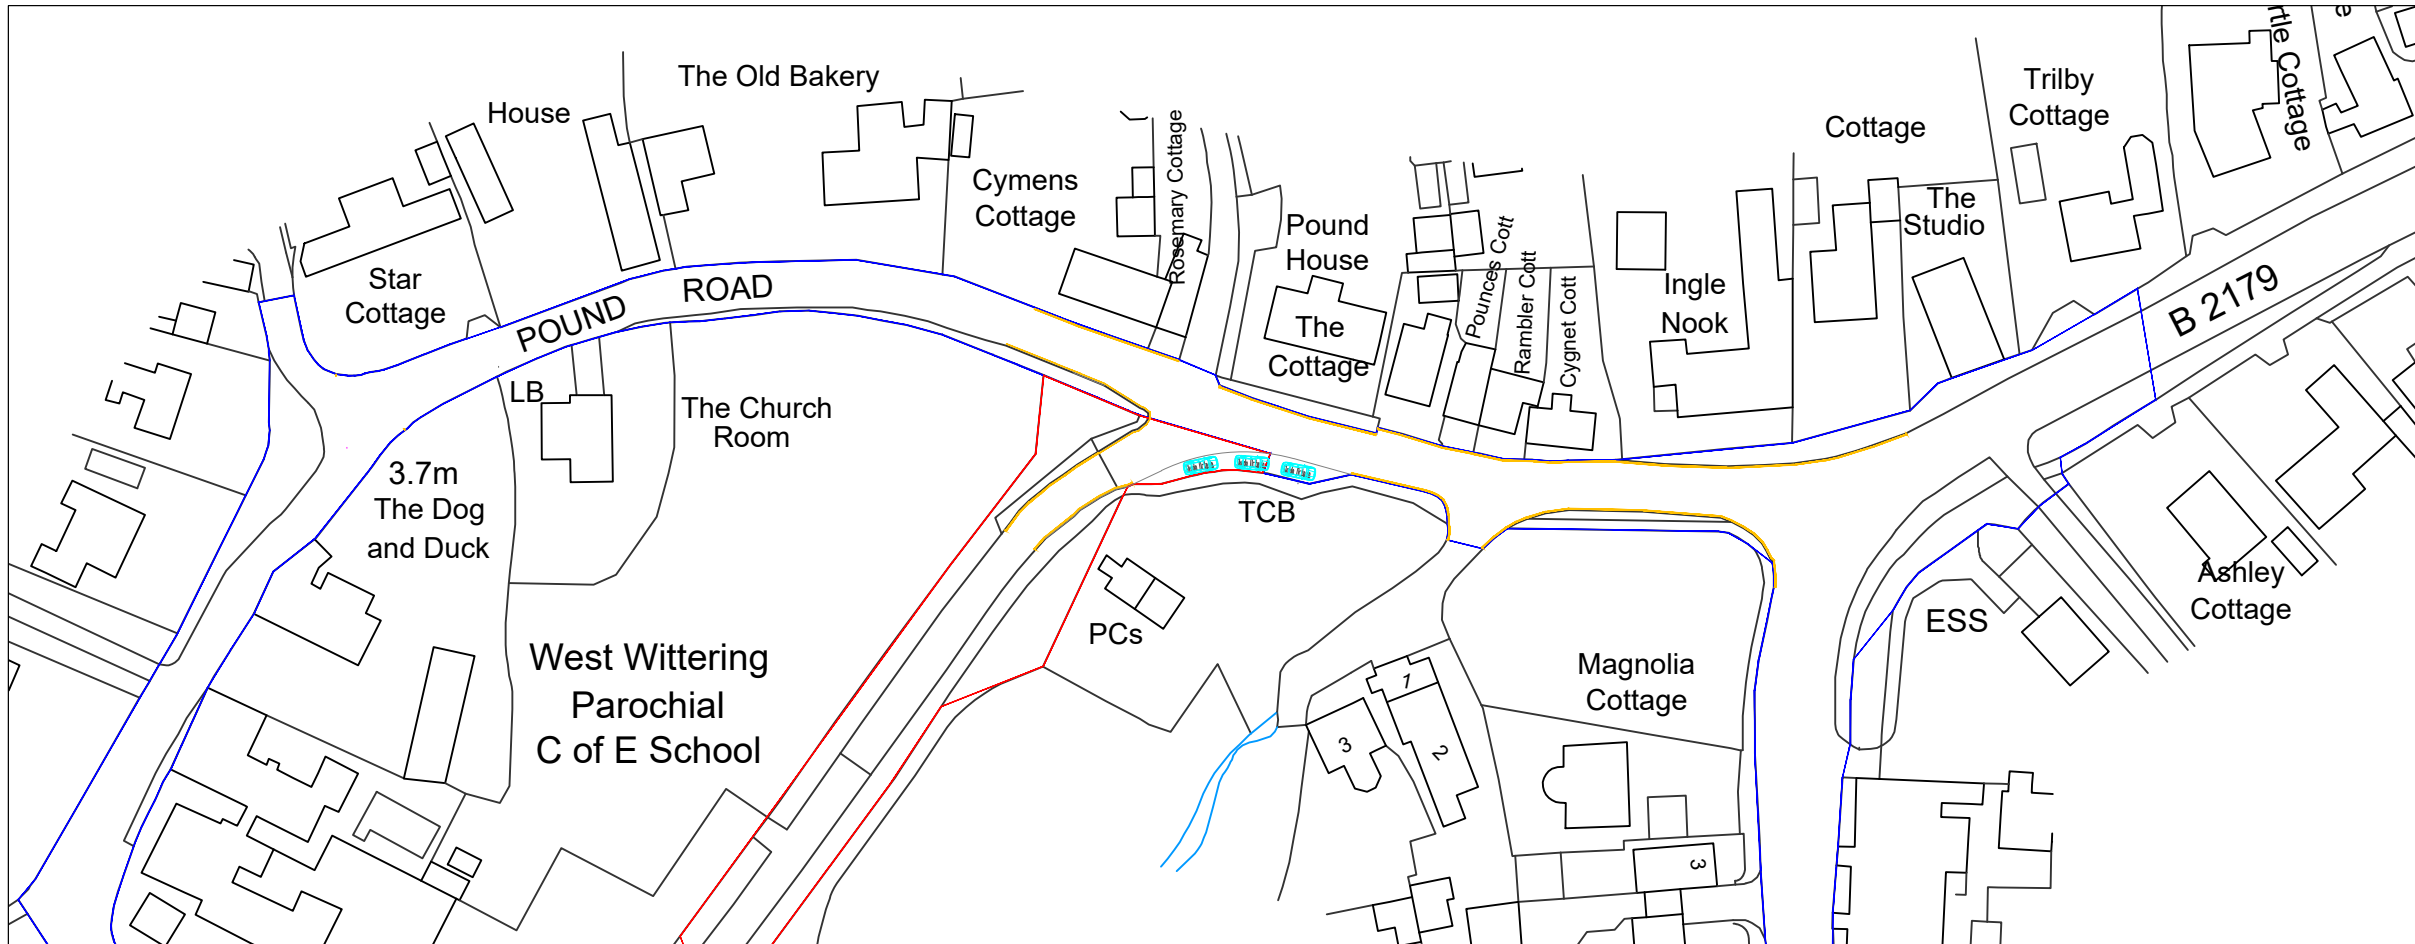 The Old Bakery
House
Star
Cottage
POUND ROAD
Cymens
Cottage
Rosemary Cottage
Pound
House
The
Cottage
Pounces Cott
Rambler Cott
Cygnet Cott
Ingle
Nook
Cottage
The
Studio
Trilby
Cottage
rtle Cottage
B 2179
LB
The Church
Room
3.7m
The Dog
and Duck
TCB
PCs
West Wittering
Parochial
C of E School
Magnolia
Cottage
ESS
Ashley
Cottage
1
2
3
3